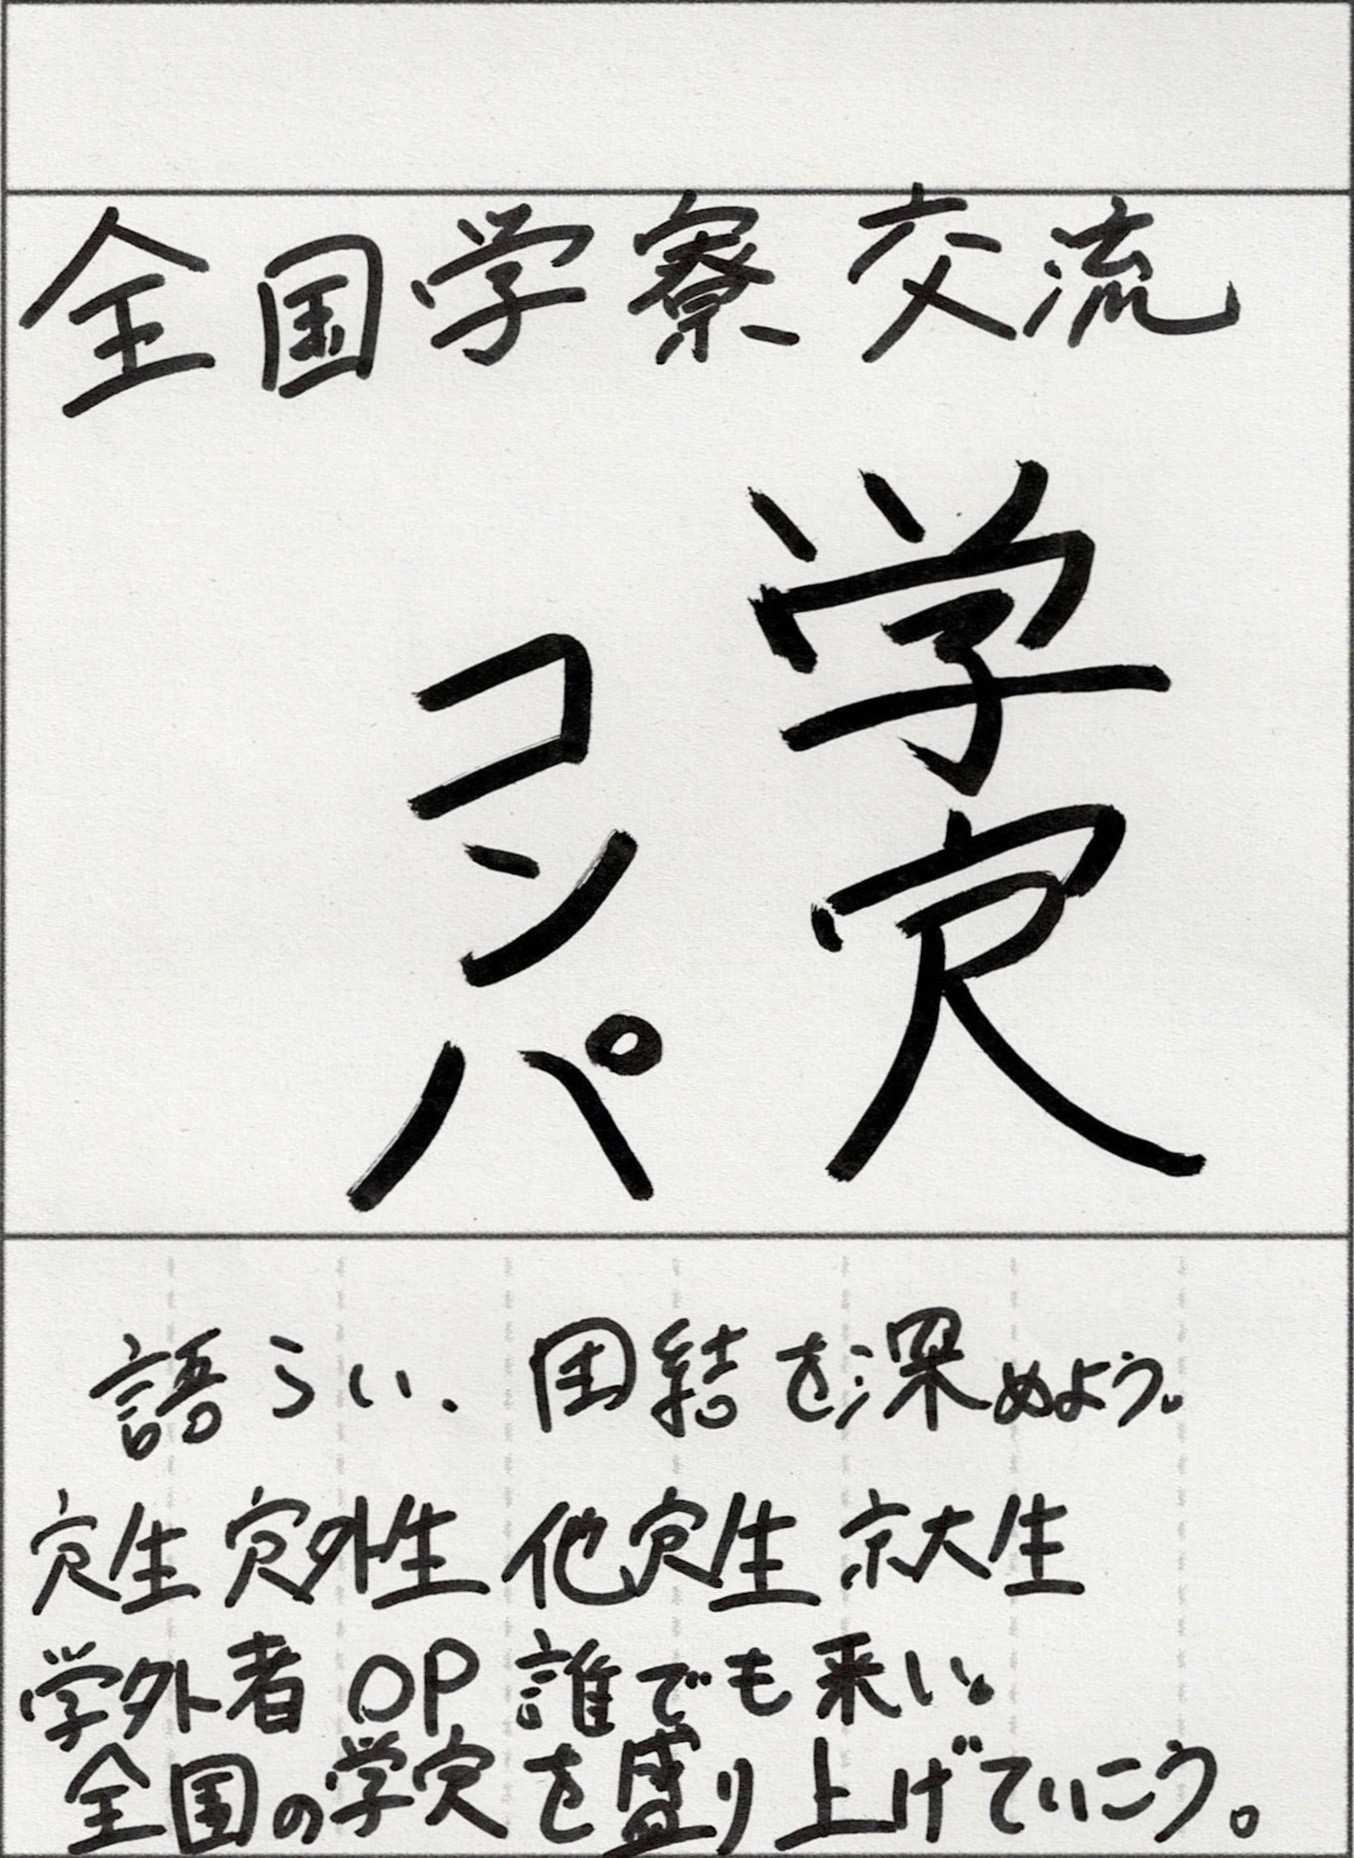 全国学寮交流
学寮
コンパ
語らい、団結を深めよう。
寮生 寮外生 他寮生 京大生
学外者 OP 誰でも来い。
全国の学寮を盛り上げていこう。